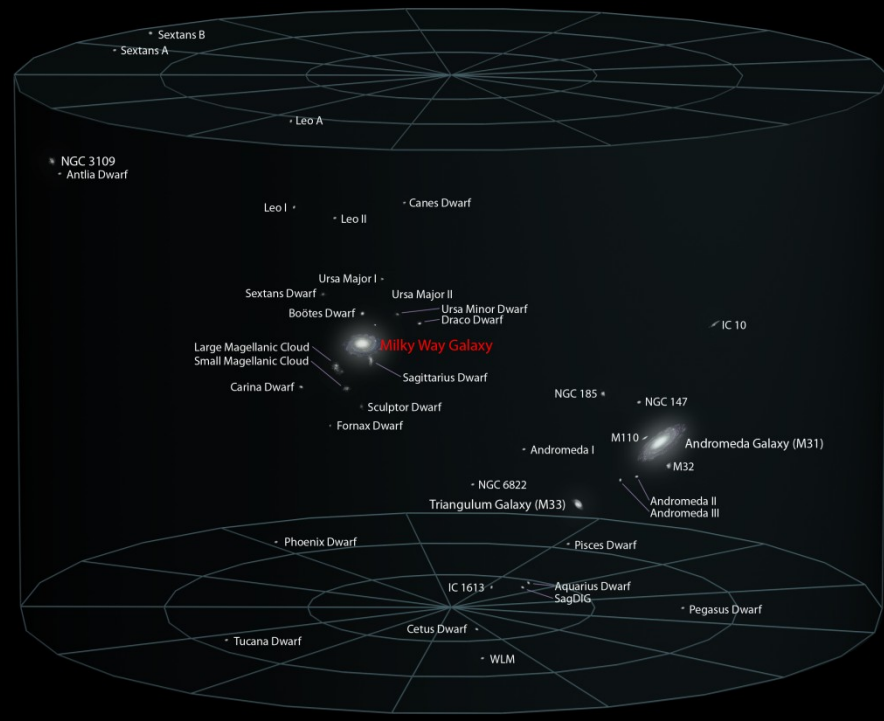 Sextans B
Sextans A
Leo A
NGC 3109
Antlia Dwarf
Leo I
Canes Dwarf
Leo II
Ursa Major I
Sextans Dwarf
Ursa Major II
Boötes Dwarf
Ursa Minor Dwarf
Draco Dwarf
IC 10
Milky Way Galaxy
Large Magellanic Cloud
Small Magellanic Cloud
Sagittarius Dwarf
Carina Dwarf
NGC 185
NGC 147
Sculptor Dwarf
Fornax Dwarf
M110
Andromeda Galaxy (M31)
Andromeda I
M32
NGC 6822
Andromeda II
Triangulum Galaxy (M33)
Andromeda III
Phoenix Dwarf
Pisces Dwarf
IC 1613
Aquarius Dwarf
SagDIG
Pegasus Dwarf
Cetus Dwarf
Tucana Dwarf
WLM